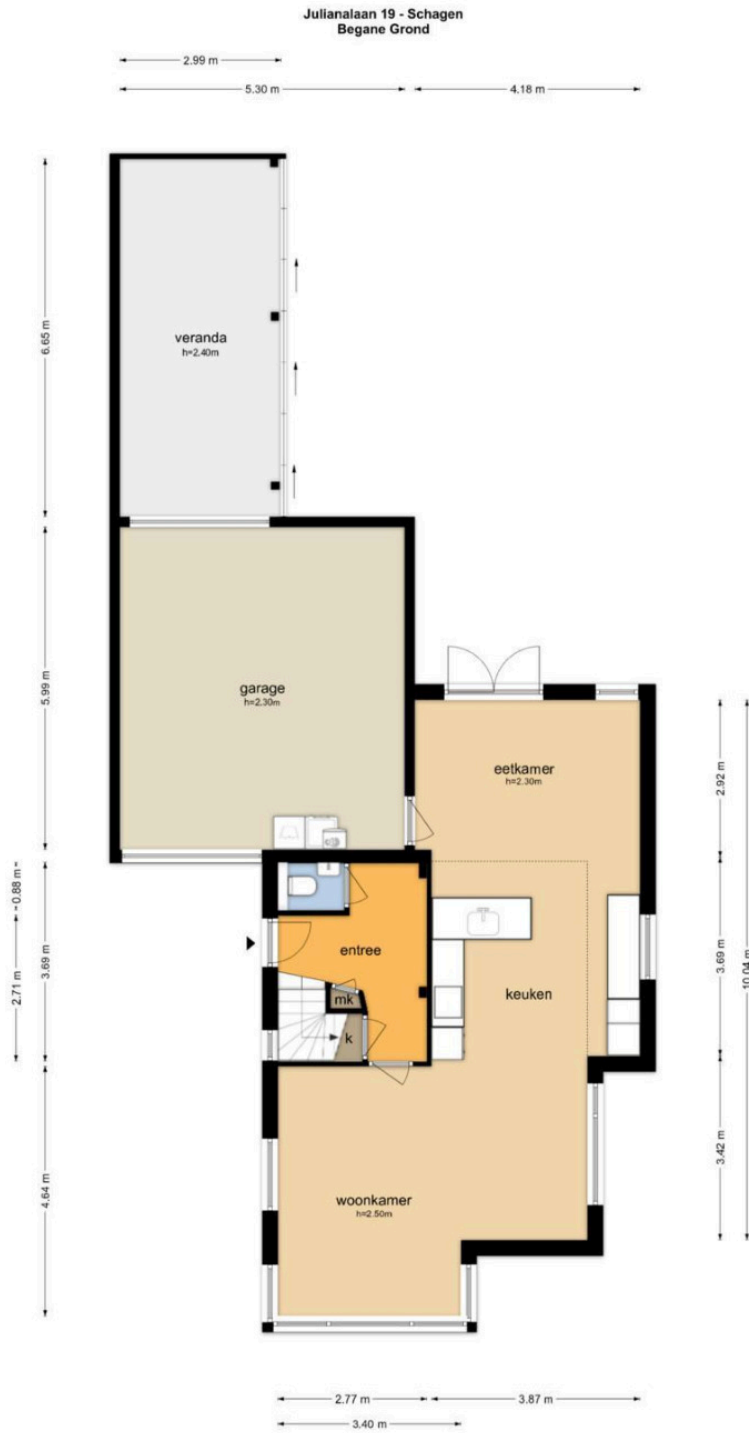 Julianalaan 19 - Schagen
Begane Grond
2.99 m
5.30 m
4.18 m
6.65 m
veranda
h=2.40m
5.99 m
garage
h=2.30m
eetkamer
h=2.30m
2.92 m
0.88 m
3.69 m
2.71 m
entree
mk
k
keuken
3.69 m
10.04 m
4.64 m
woonkamer
h=2.50m
3.42 m
2.77 m
3.87 m
3.40 m